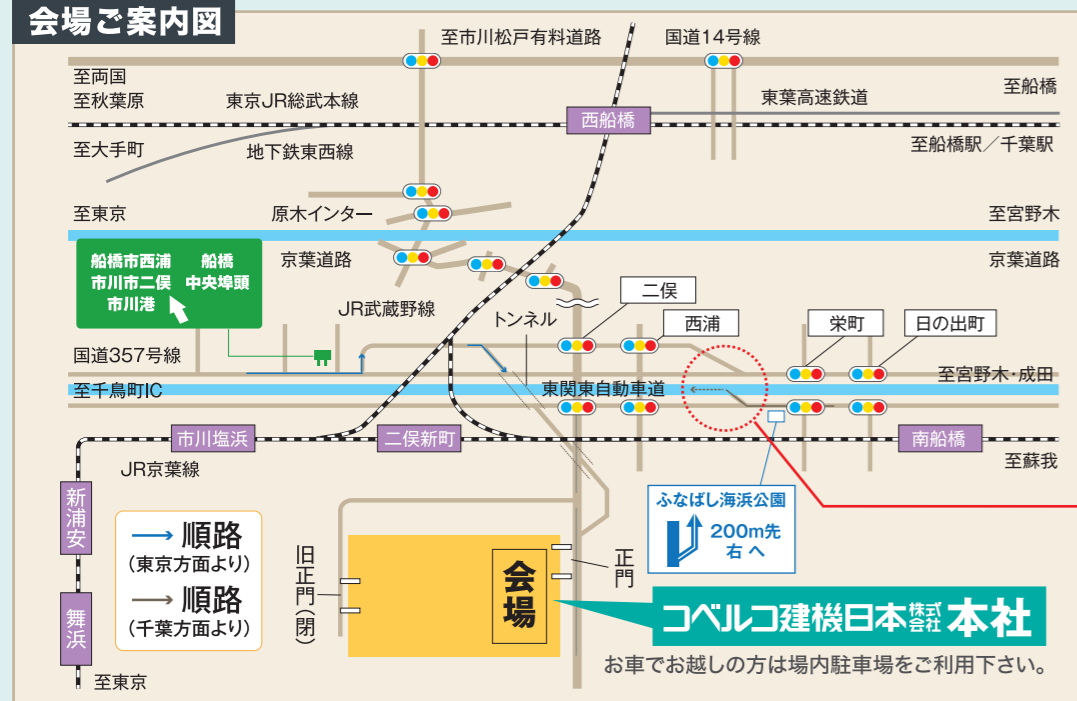 会場ご案内図
至市川松戸有料道路
国道14号線
至両国
至秋葉原
東京JR総武本線
東葉高速鉄道
至船橋
西船橋
至大手町
地下鉄東西線
至船橋駅／千葉駅
至東京
原木インター
至宮野木
京葉道路
京葉道路
船橋市西浦
市川市二俣
市川港
船橋
中央埠頭
JR武蔵野線
トンネル
二俣
西浦
栄町
日の出町
国道357号線
至千鳥町IC
東関東自動車道
至宮野木・成田
市川塩浜
二俣新町
南船橋
JR京葉線
至蘇我
新浦安
舞浜
至東京
順路
(東京方面より)
順路
(千葉方面より)
旧正門(閉)
会場
正門
ふなばし海浜公園
200m先
右へ
コベルコ建機日本株式会社 本社
お車でお越しの方は場内駐車場をご利用下さい。